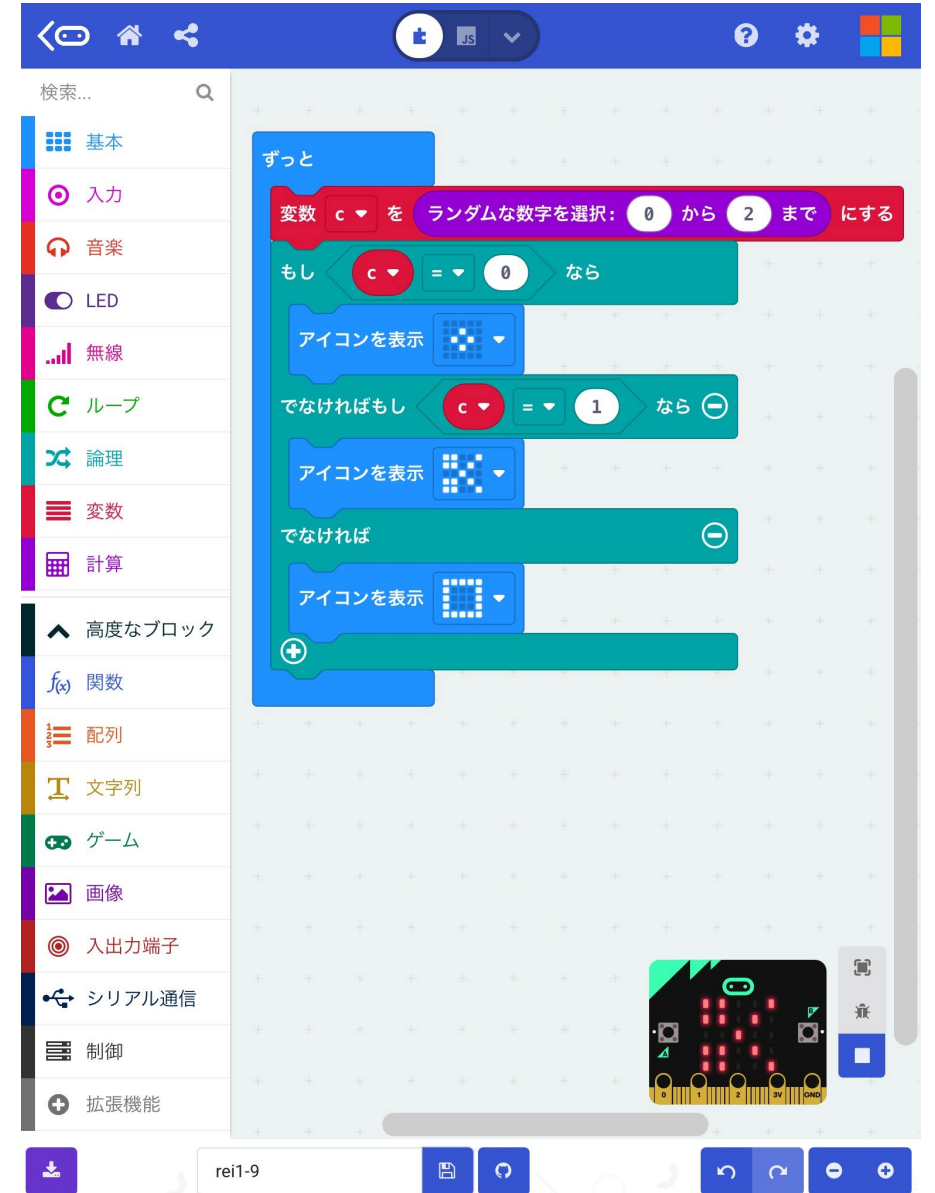 JS
検索...
基本
入力
音楽
LED
無線
ループ
論理
変数
計算
高度なブロック
f(x) 関数
1 2 3 配列
T 文字列
ゲーム
画像
入出力端子
シリアル通信
制御
拡張機能
ずっと
変数 c を ランダムな数字を選択: 0 から 2 まで にする
もし c = 0 なら
アイコンを表示
でなければもし c = 1 なら
アイコンを表示
でなければ
アイコンを表示
A B
0 1 2 3V GND
rei1-9